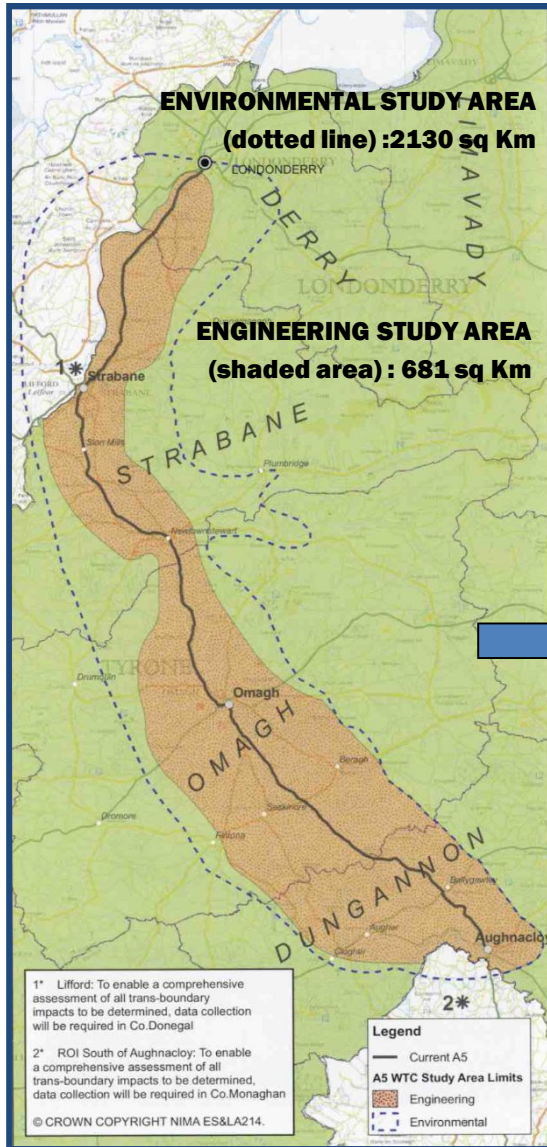 ENVIRONMENTAL STUDY AREA
(dotted line) :2130 sq Km
LIMAVADY
LONDONDERRY
LONDONDERRY
DERRY
LONDONDERRY
ENGINEERING STUDY AREA
(shaded area) : 681 sq Km
1*
Strabane
LIFFORD
STRABANE
Sion Mills
STRABANE
Plumbridge
Newtownstewart
TYRONE
Drumquin
Omagh
OMAGH
Beragh
Dromore
Seskinore
Fintona
DUNGANNON
Ballygawley
Augher
Clogher
Aughnacloy
2*
1* Lifford: To enable a comprehensive
assessment of all trans-boundary
impacts to be determined, data collection
will be required in Co.Donegal
2* ROI South of Aughnacloy: To enable
a comprehensive assessment of all
trans-boundary impacts to be determined,
data collection will be required in Co.Monaghan
© CROWN COPYRIGHT NIMA ES&LA214.
Legend
Current A5
A5 WTC Study Area Limits
Engineering
Environmental